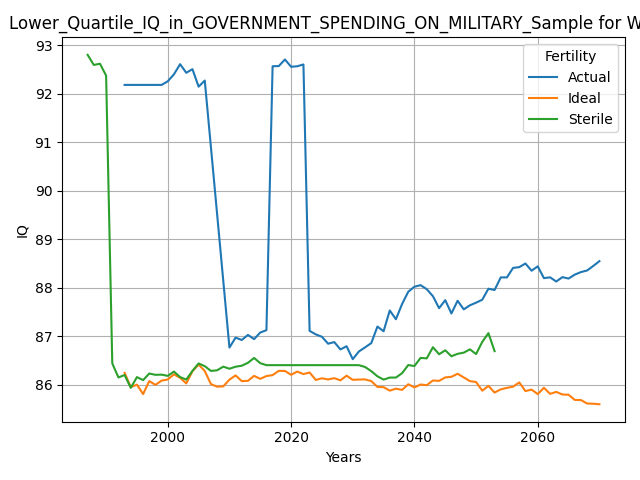 Lower_Quartile_IQ_in_GOVERNMENT_SPENDING_ON_MILITARY_Sample for W
93
92
91
90
89
88
87
86
IQ
Fertility
Actual
Ideal
Sterile
2000
2020
2040
2060
Years